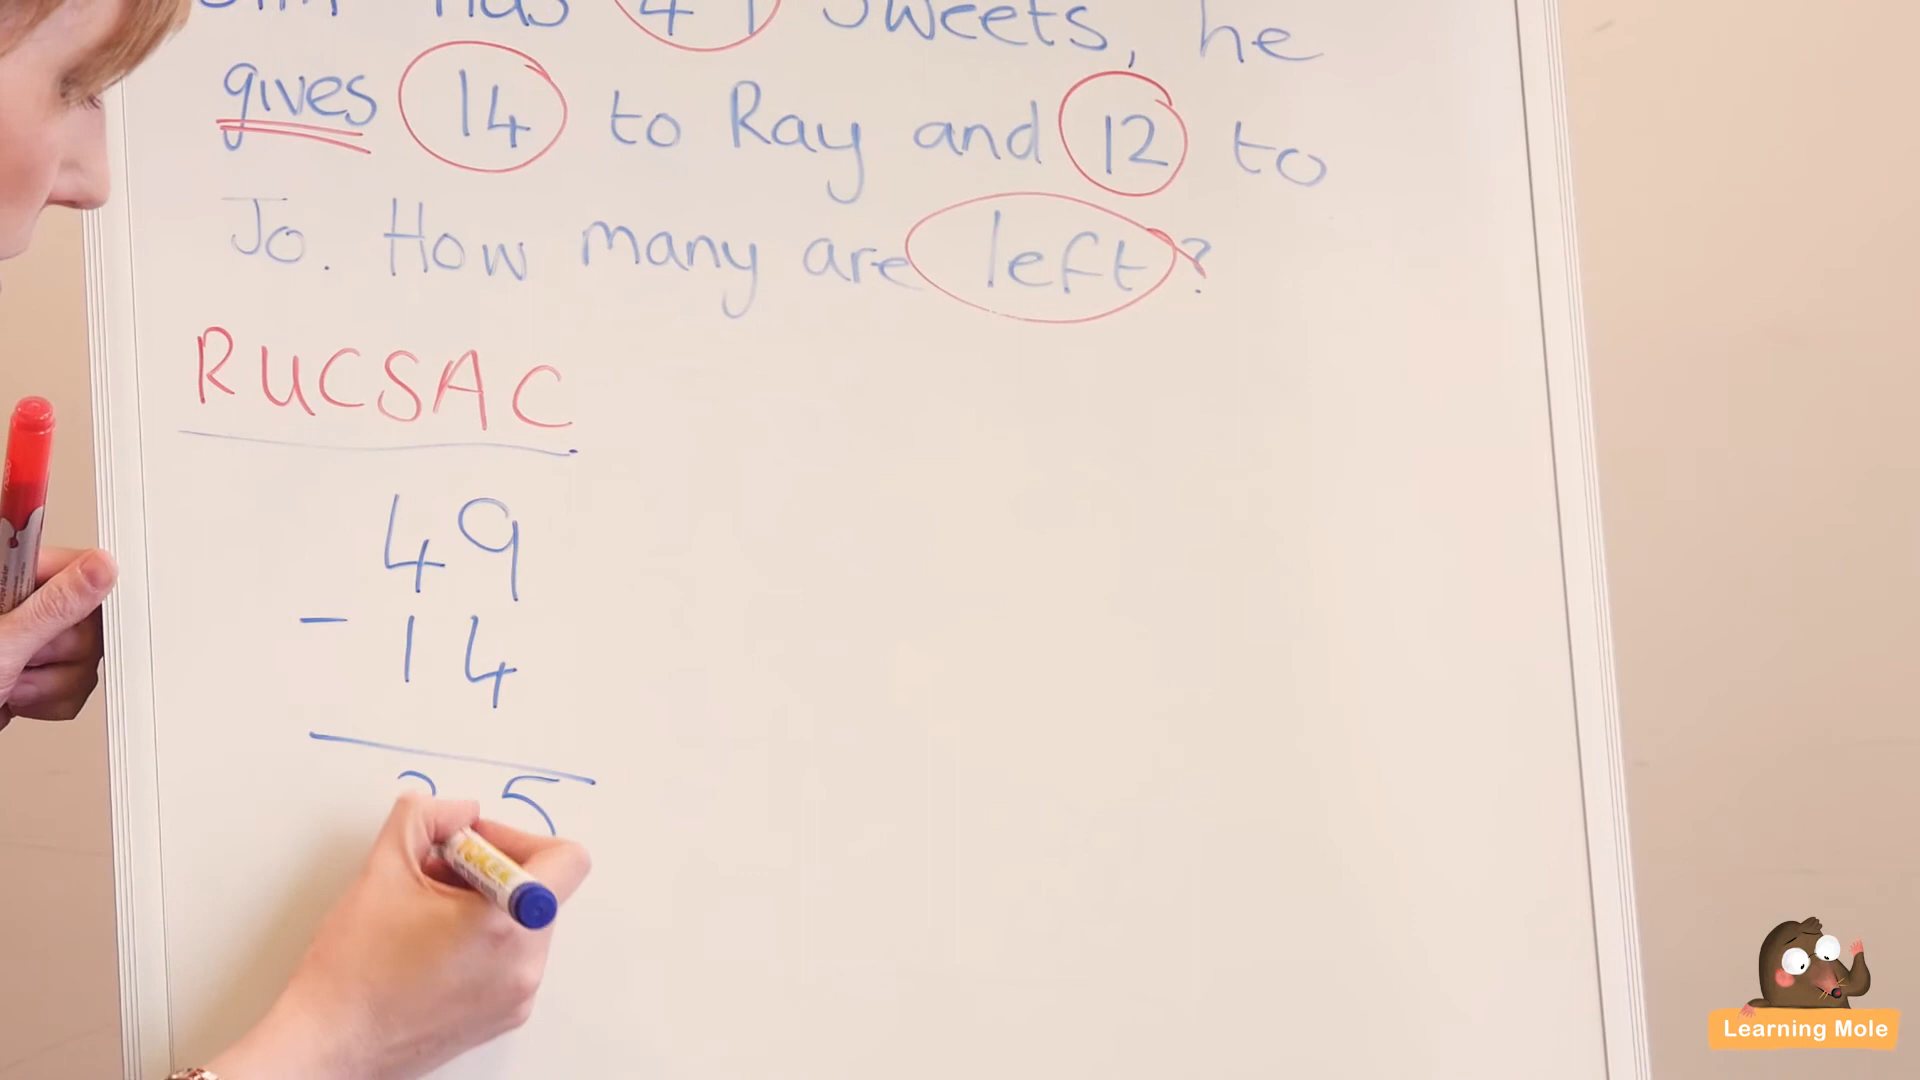 has 49 sweets, he
gives 14 to Ray and 12 to
Jo. How many are left?
RUCSAC
49
- 14
5
Learning Mole